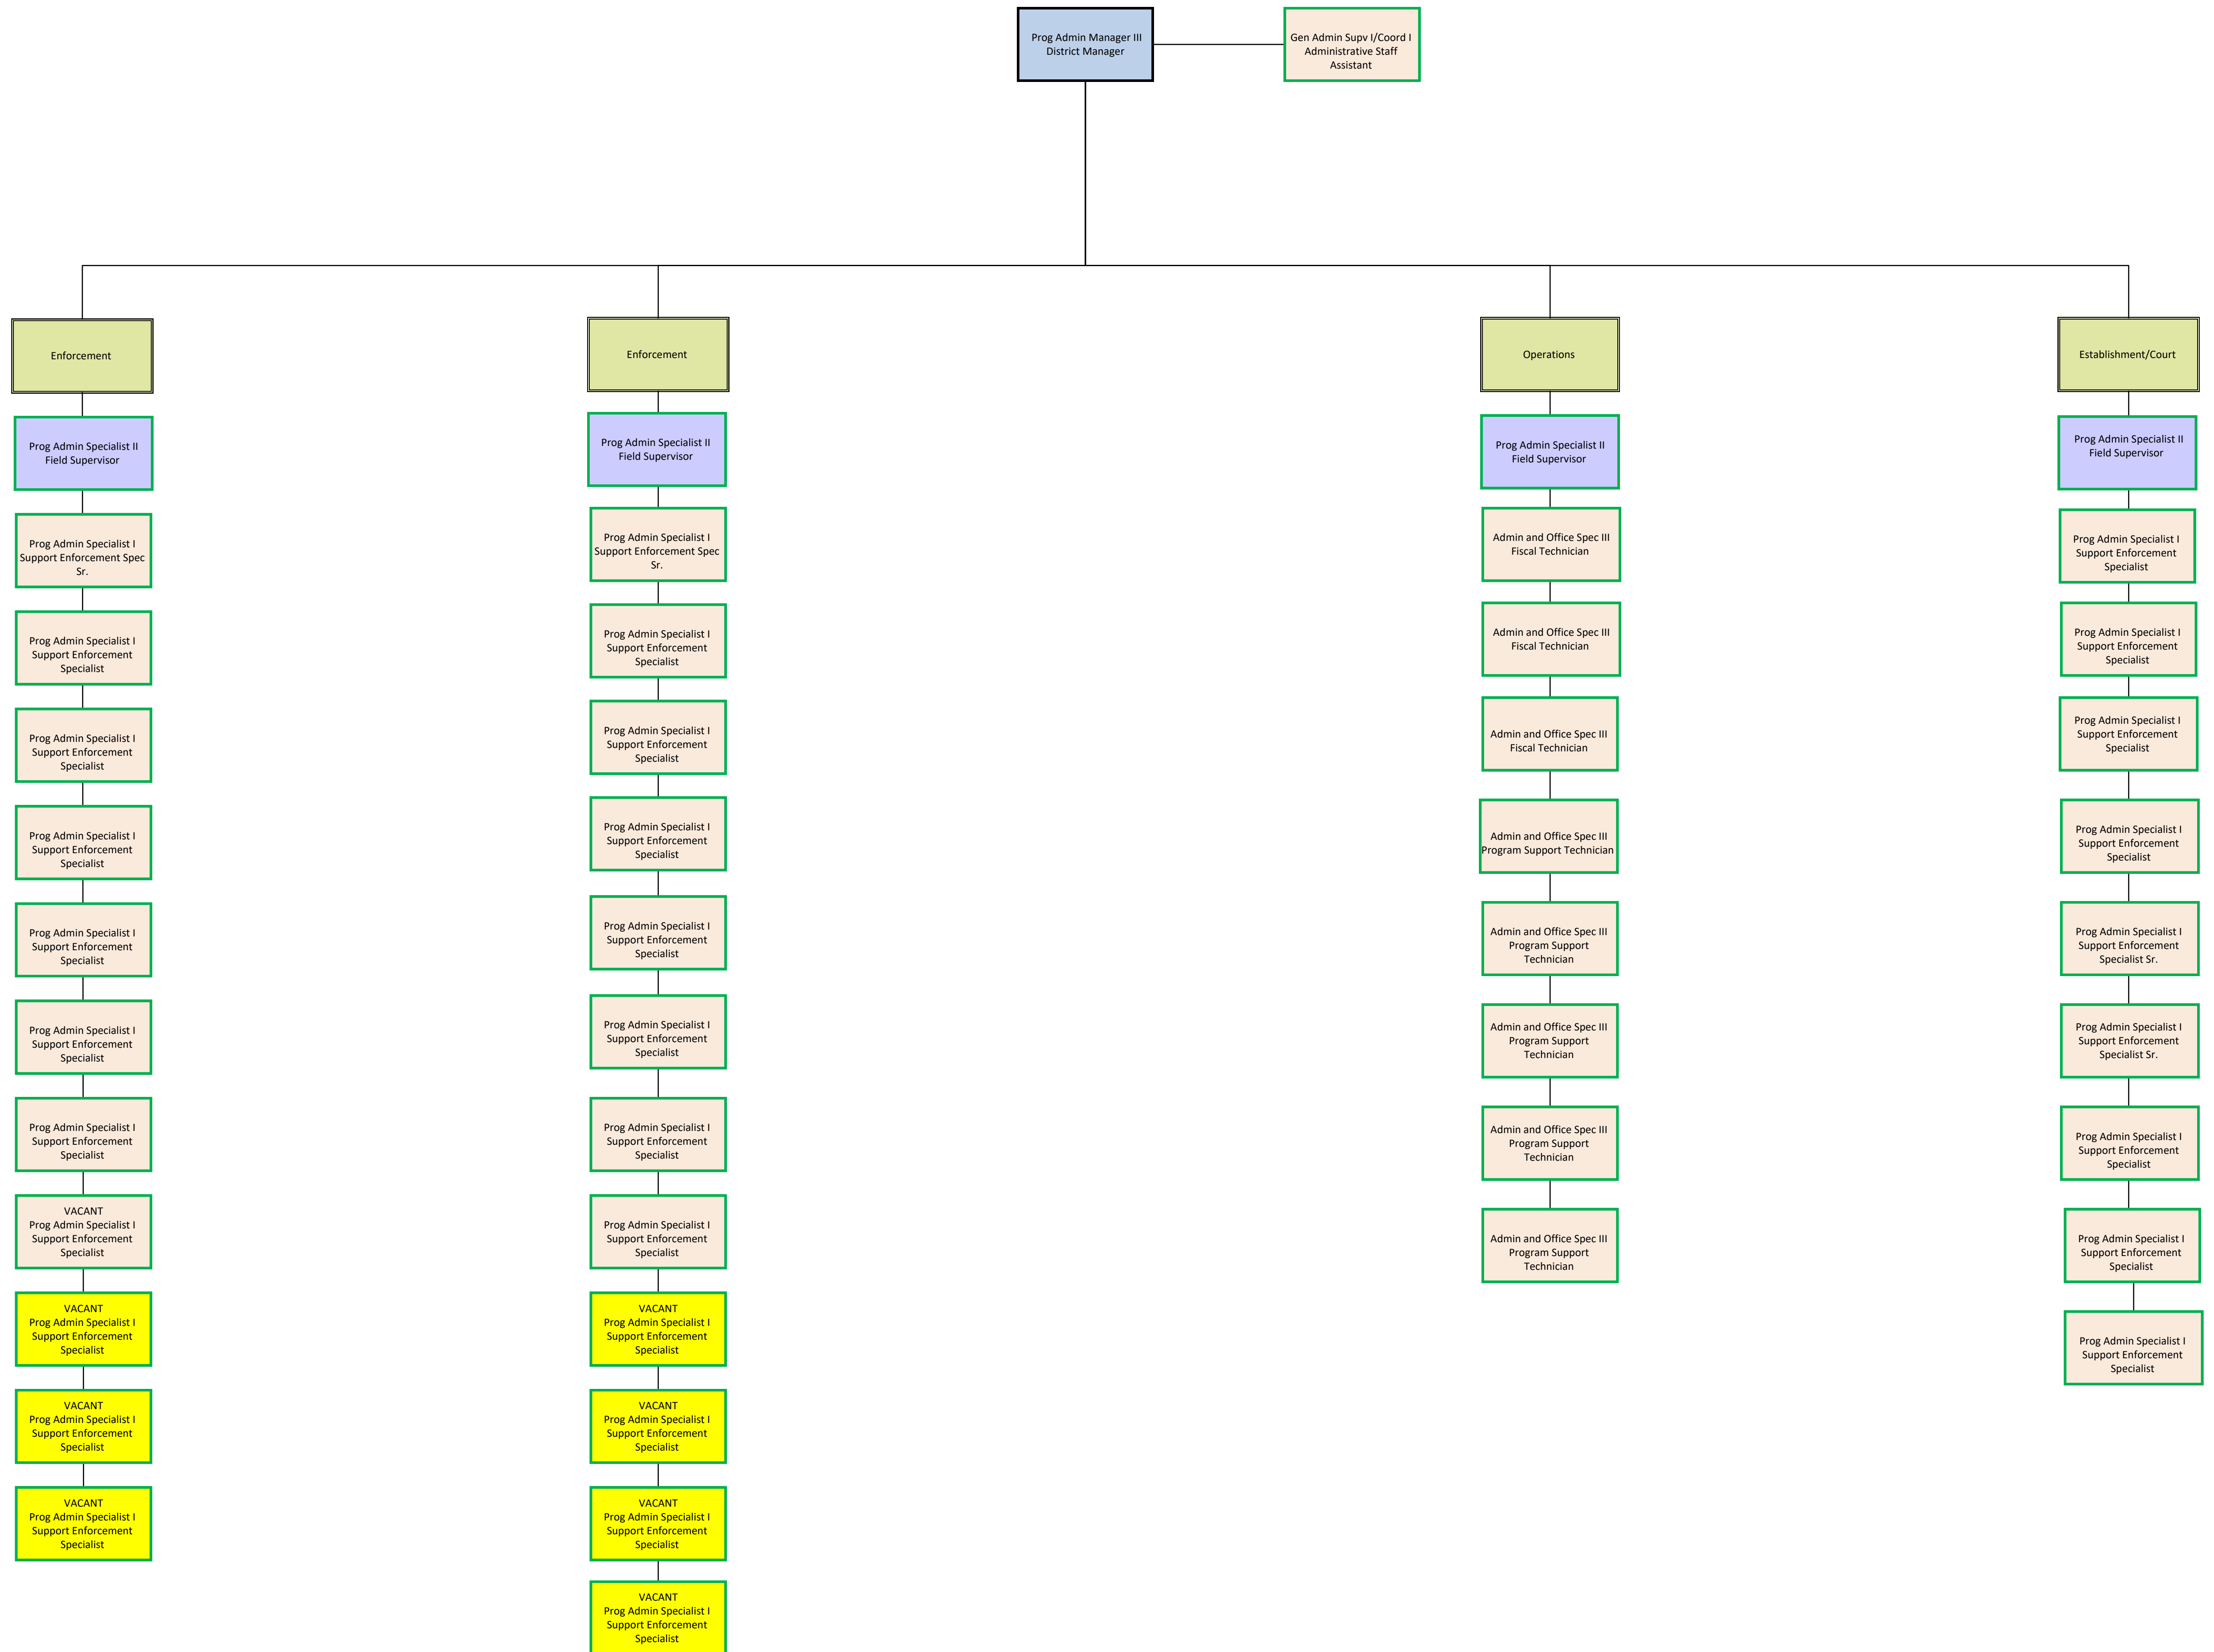 Prog Admin Manager III
District Manager
Gen Admin Supv I/Coord I
Administrative Staff
Assistant
Enforcement
Prog Admin Specialist II
Field Supervisor
Prog Admin Specialist I
Support Enforcement Spec
Sr.
Prog Admin Specialist I
Support Enforcement
Specialist
Prog Admin Specialist I
Support Enforcement
Specialist
Prog Admin Specialist I
Support Enforcement
Specialist
Prog Admin Specialist I
Support Enforcement
Specialist
Prog Admin Specialist I
Support Enforcement
Specialist
Prog Admin Specialist I
Support Enforcement
Specialist
VACANT
Prog Admin Specialist I
Support Enforcement
Specialist
VACANT
Prog Admin Specialist I
Support Enforcement
Specialist
VACANT
Prog Admin Specialist I
Support Enforcement
Specialist
VACANT
Prog Admin Specialist I
Support Enforcement
Specialist
Enforcement
Prog Admin Specialist II
Field Supervisor
Prog Admin Specialist I
Support Enforcement Spec
Sr.
Prog Admin Specialist I
Support Enforcement
Specialist
Prog Admin Specialist I
Support Enforcement
Specialist
Prog Admin Specialist I
Support Enforcement
Specialist
Prog Admin Specialist I
Support Enforcement
Specialist
Prog Admin Specialist I
Support Enforcement
Specialist
Prog Admin Specialist I
Support Enforcement
Specialist
Prog Admin Specialist I
Support Enforcement
Specialist
VACANT
Prog Admin Specialist I
Support Enforcement
Specialist
VACANT
Prog Admin Specialist I
Support Enforcement
Specialist
VACANT
Prog Admin Specialist I
Support Enforcement
Specialist
VACANT
Prog Admin Specialist I
Support Enforcement
Specialist
Operations
Prog Admin Specialist II
Field Supervisor
Admin and Office Spec III
Fiscal Technician
Admin and Office Spec III
Fiscal Technician
Admin and Office Spec III
Fiscal Technician
Admin and Office Spec III
Program Support Technician
Admin and Office Spec III
Program Support
Technician
Admin and Office Spec III
Program Support
Technician
Admin and Office Spec III
Program Support
Technician
Admin and Office Spec III
Program Support
Technician
Establishment/Court
Prog Admin Specialist II
Field Supervisor
Prog Admin Specialist I
Support Enforcement
Specialist
Prog Admin Specialist I
Support Enforcement
Specialist
Prog Admin Specialist I
Support Enforcement
Specialist
Prog Admin Specialist I
Support Enforcement
Specialist
Prog Admin Specialist I
Support Enforcement
Specialist Sr.
Prog Admin Specialist I
Support Enforcement
Specialist Sr.
Prog Admin Specialist I
Support Enforcement
Specialist
Prog Admin Specialist I
Support Enforcement
Specialist
Prog Admin Specialist I
Support Enforcement
Specialist